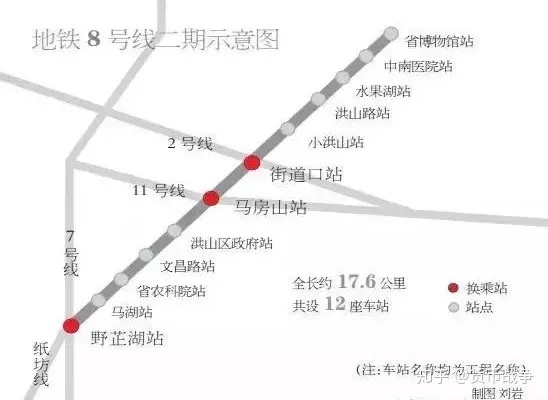 地铁 8 号线二期示意图
省博物馆站
中南医院站
水果湖站
洪山路站
小洪山站
2 号线
街道口站
11 号线
马房山站
7号线
洪山区政府站
文昌路站
省农科院站
马湖站
野芷湖站
纸坊线
全长约 17.6 公里
共设 12 座车站
换乘站
站点
(注:车站名称均为工程名称)
知乎 @货币战争
制图 刘岩